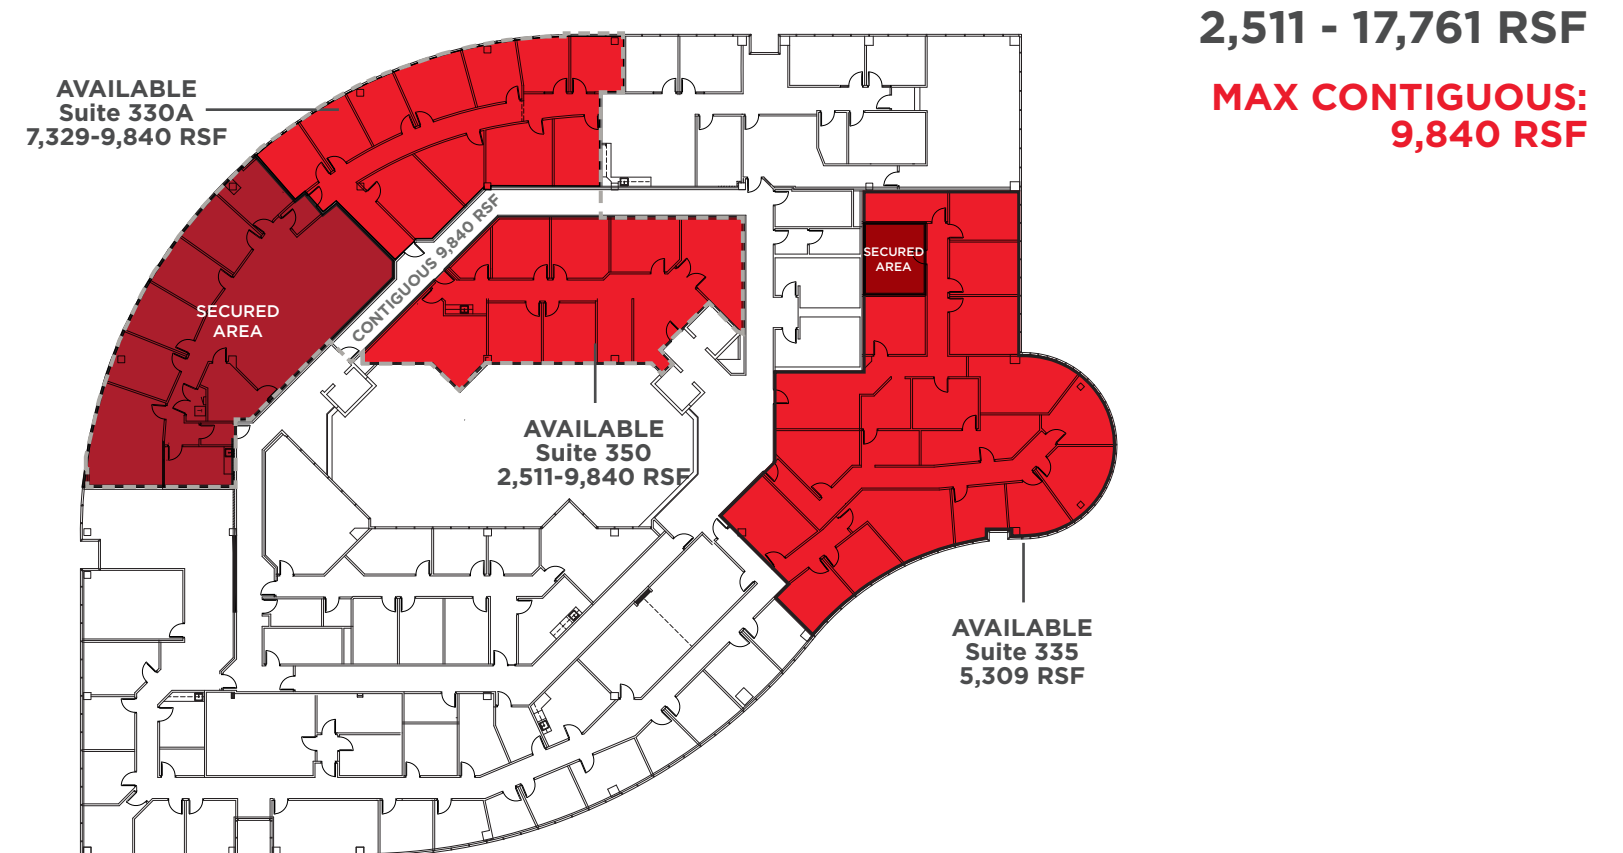 2,511 - 17,761 RSF
MAX CONTIGUOUS:
9,840 RSF
AVAILABLE
Suite 330A
7,329-9,840 RSF
CONTIGUOUS 9,840 RSF
SECURED
AREA
SECURED
AREA
AVAILABLE
Suite 350
2,511-9,840 RSF
AVAILABLE
Suite 335
5,309 RSF